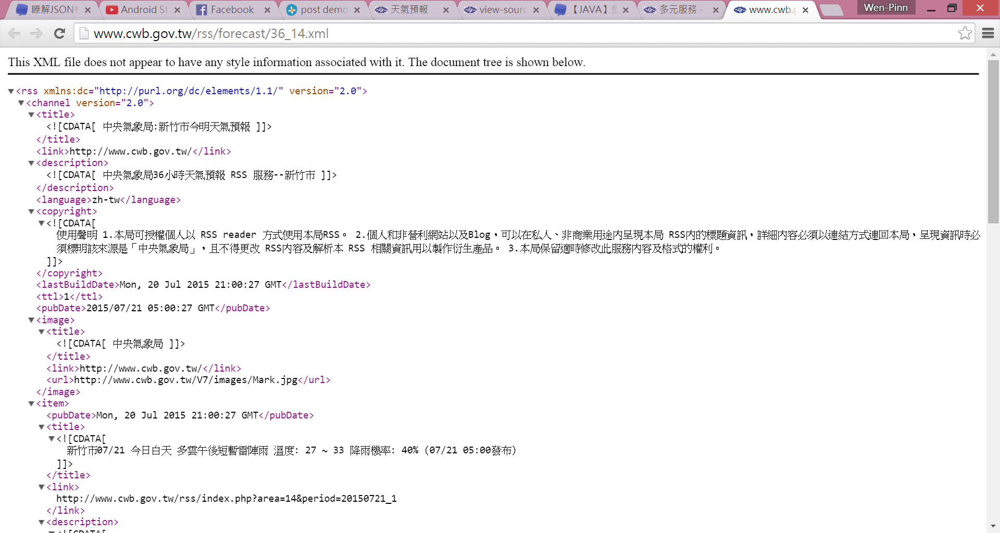 瞭解JSON
Android St
Facebook
post demo
天氣預報
view-sourc
【JAVA】
多元服務 -
www.cwb.g
Wen-Pinn
www.cwb.gov.tw/rss/forecast/36_14.xml
This XML file does not appear to have any style information associated with it. The document tree is shown below.
<rss xmlns:dc="http://purl.org/dc/elements/1.1/" version="2.0">
<channel version="2.0">
<title>
<![CDATA[ 中央氣象局:新竹市今明天氣預報 ]]>
</title>
<link>http://www.cwb.gov.tw/</link>
<description>
<![CDATA[ 中央氣象局36小時天氣預報 RSS 服務--新竹市 ]]>
</description>
<language>zh-tw</language>
<copyright>
<![CDATA[
使用聲明 1.本局可授權個人以 RSS reader 方式使用本局RSS。 2.個人和非營利網站以及Blog，可以在私人、非商業用途內呈現本局 RSS內的標題資訊，詳細內容必須以連結方式連回本局，呈現資訊時必
須標明該來源是「中央氣象局」，且不得更改 RSS內容及解析本 RSS 相關資訊用以製作衍生產品。 3.本局保留適時修改此服務內容及格式的權利。
]]>
</copyright>
<lastBuildDate>Mon, 20 Jul 2015 21:00:27 GMT</lastBuildDate>
<ttl>1</ttl>
<pubDate>2015/07/21 05:00:27 GMT</pubDate>
<image>
<title>
<![CDATA[ 中央氣象局 ]]>
</title>
<link>http://www.cwb.gov.tw/</link>
<url>http://www.cwb.gov.tw/V7/images/Mark.jpg</url>
</image>
<item>
<pubDate>Mon, 20 Jul 2015 21:00:27 GMT</pubDate>
<title>
<![CDATA[
新竹市07/21 今日白天 多雲午後短暫雷陣雨 溫度: 27 ~ 33 降雨機率: 40% (07/21 05:00發布)
]]>
</title>
<link>
http://www.cwb.gov.tw/rss/index.php?area=14&period=20150721_1
</link>
<description>
<![CDATA[